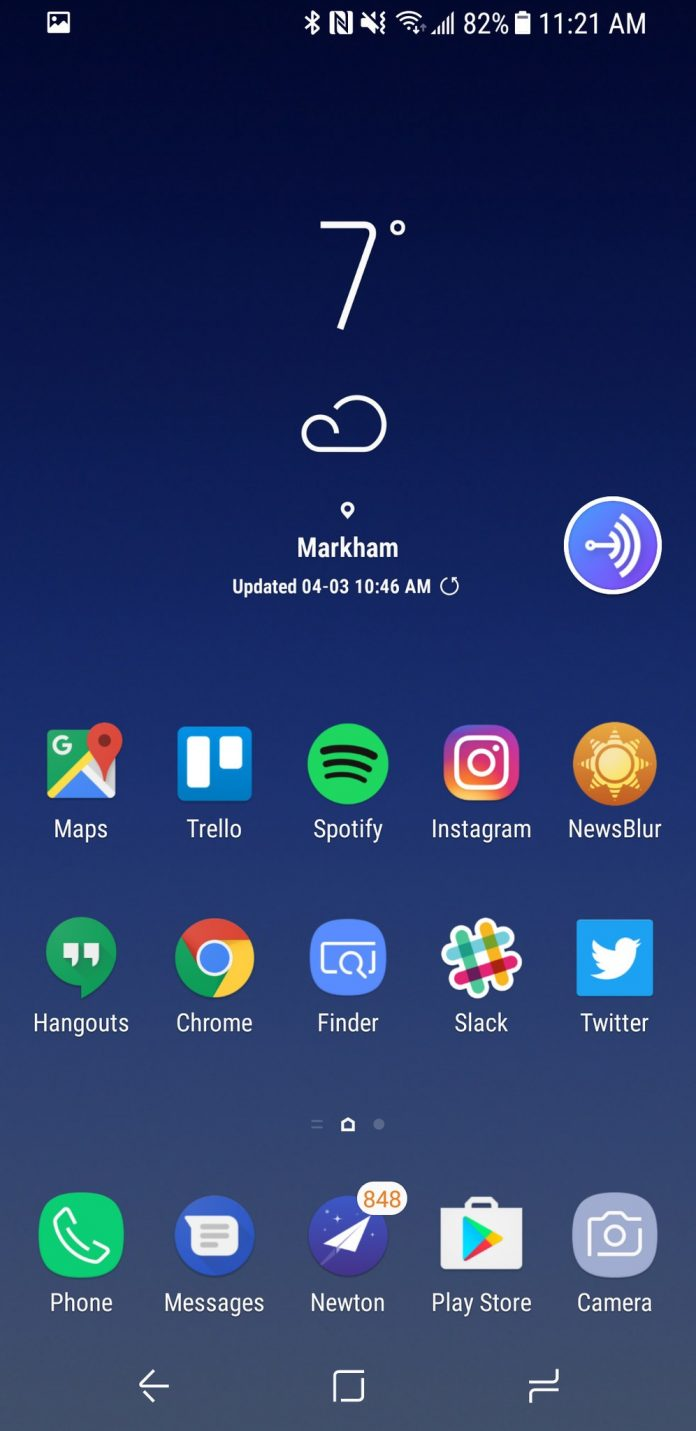 82% 11:21 AM
7°
Markham
Updated 04-03 10:46 AM
G
Maps Trello Spotify Instagram NewsBlur
Hangouts Chrome Finder Slack Twitter
848
Phone Messages Newton Play Store Camera